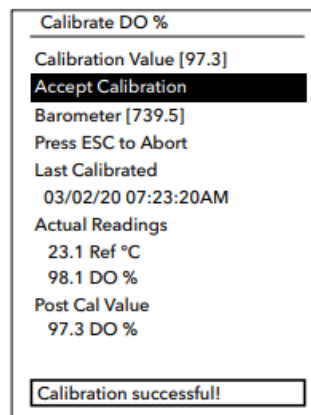 Calibrate DO %
Calibration Value [97.3]
Accept Calibration
Barometer [739.5]
Press ESC to Abort
Last Calibrated
03/02/20 07:23:20AM
Actual Readings
23.1 Ref ºC
98.1 DO %
Post Cal Value
97.3 DO %
Calibration successful!